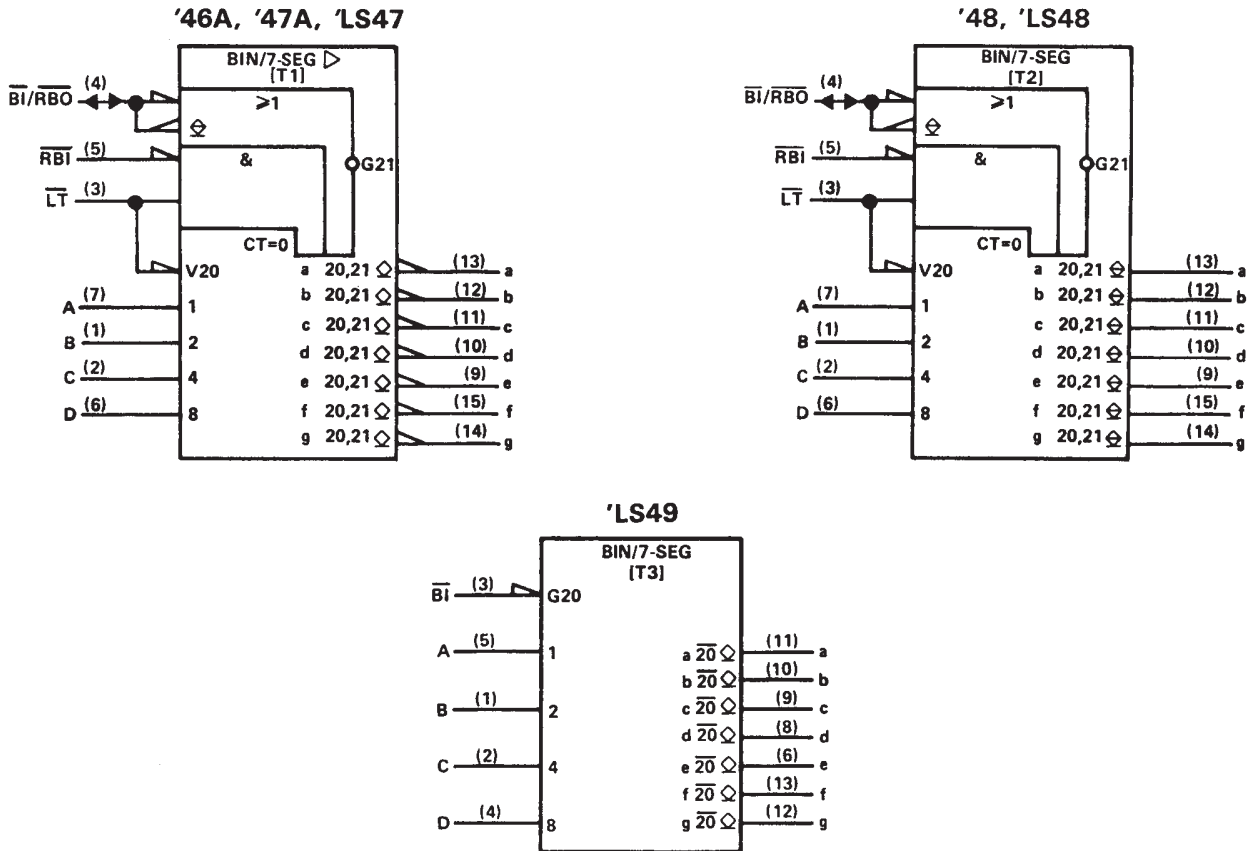 '46A, '47A, 'LS47
BIN/7-SEG ▷
[T1]
BI/RBO (4)
≥1
RBI (5)
&
G21
LT (3)
CT=0
V20
a 20,21 (13) a
b 20,21 (12) b
c 20,21 (11) c
d 20,21 (10) d
e 20,21 (9) e
f 20,21 (15) f
g 20,21 (14) g
A (7) 1
B (1) 2
C (2) 4
D (6) 8
'48, 'LS48
BIN/7-SEG
[T2]
BI/RBO (4)
≥1
RBI (5)
&
G21
LT (3)
CT=0
V20
a 20,21 (13) a
b 20,21 (12) b
c 20,21 (11) c
d 20,21 (10) d
e 20,21 (9) e
f 20,21 (15) f
g 20,21 (14) g
A (7) 1
B (1) 2
C (2) 4
D (6) 8
'LS49
BIN/7-SEG
[T3]
BI (3) G20
A (5) 1
B (1) 2
C (2) 4
D (4) 8
a 20 (11) a
b 20 (10) b
c 20 (9) c
d 20 (8) d
e 20 (6) e
f 20 (13) f
g 20 (12) g